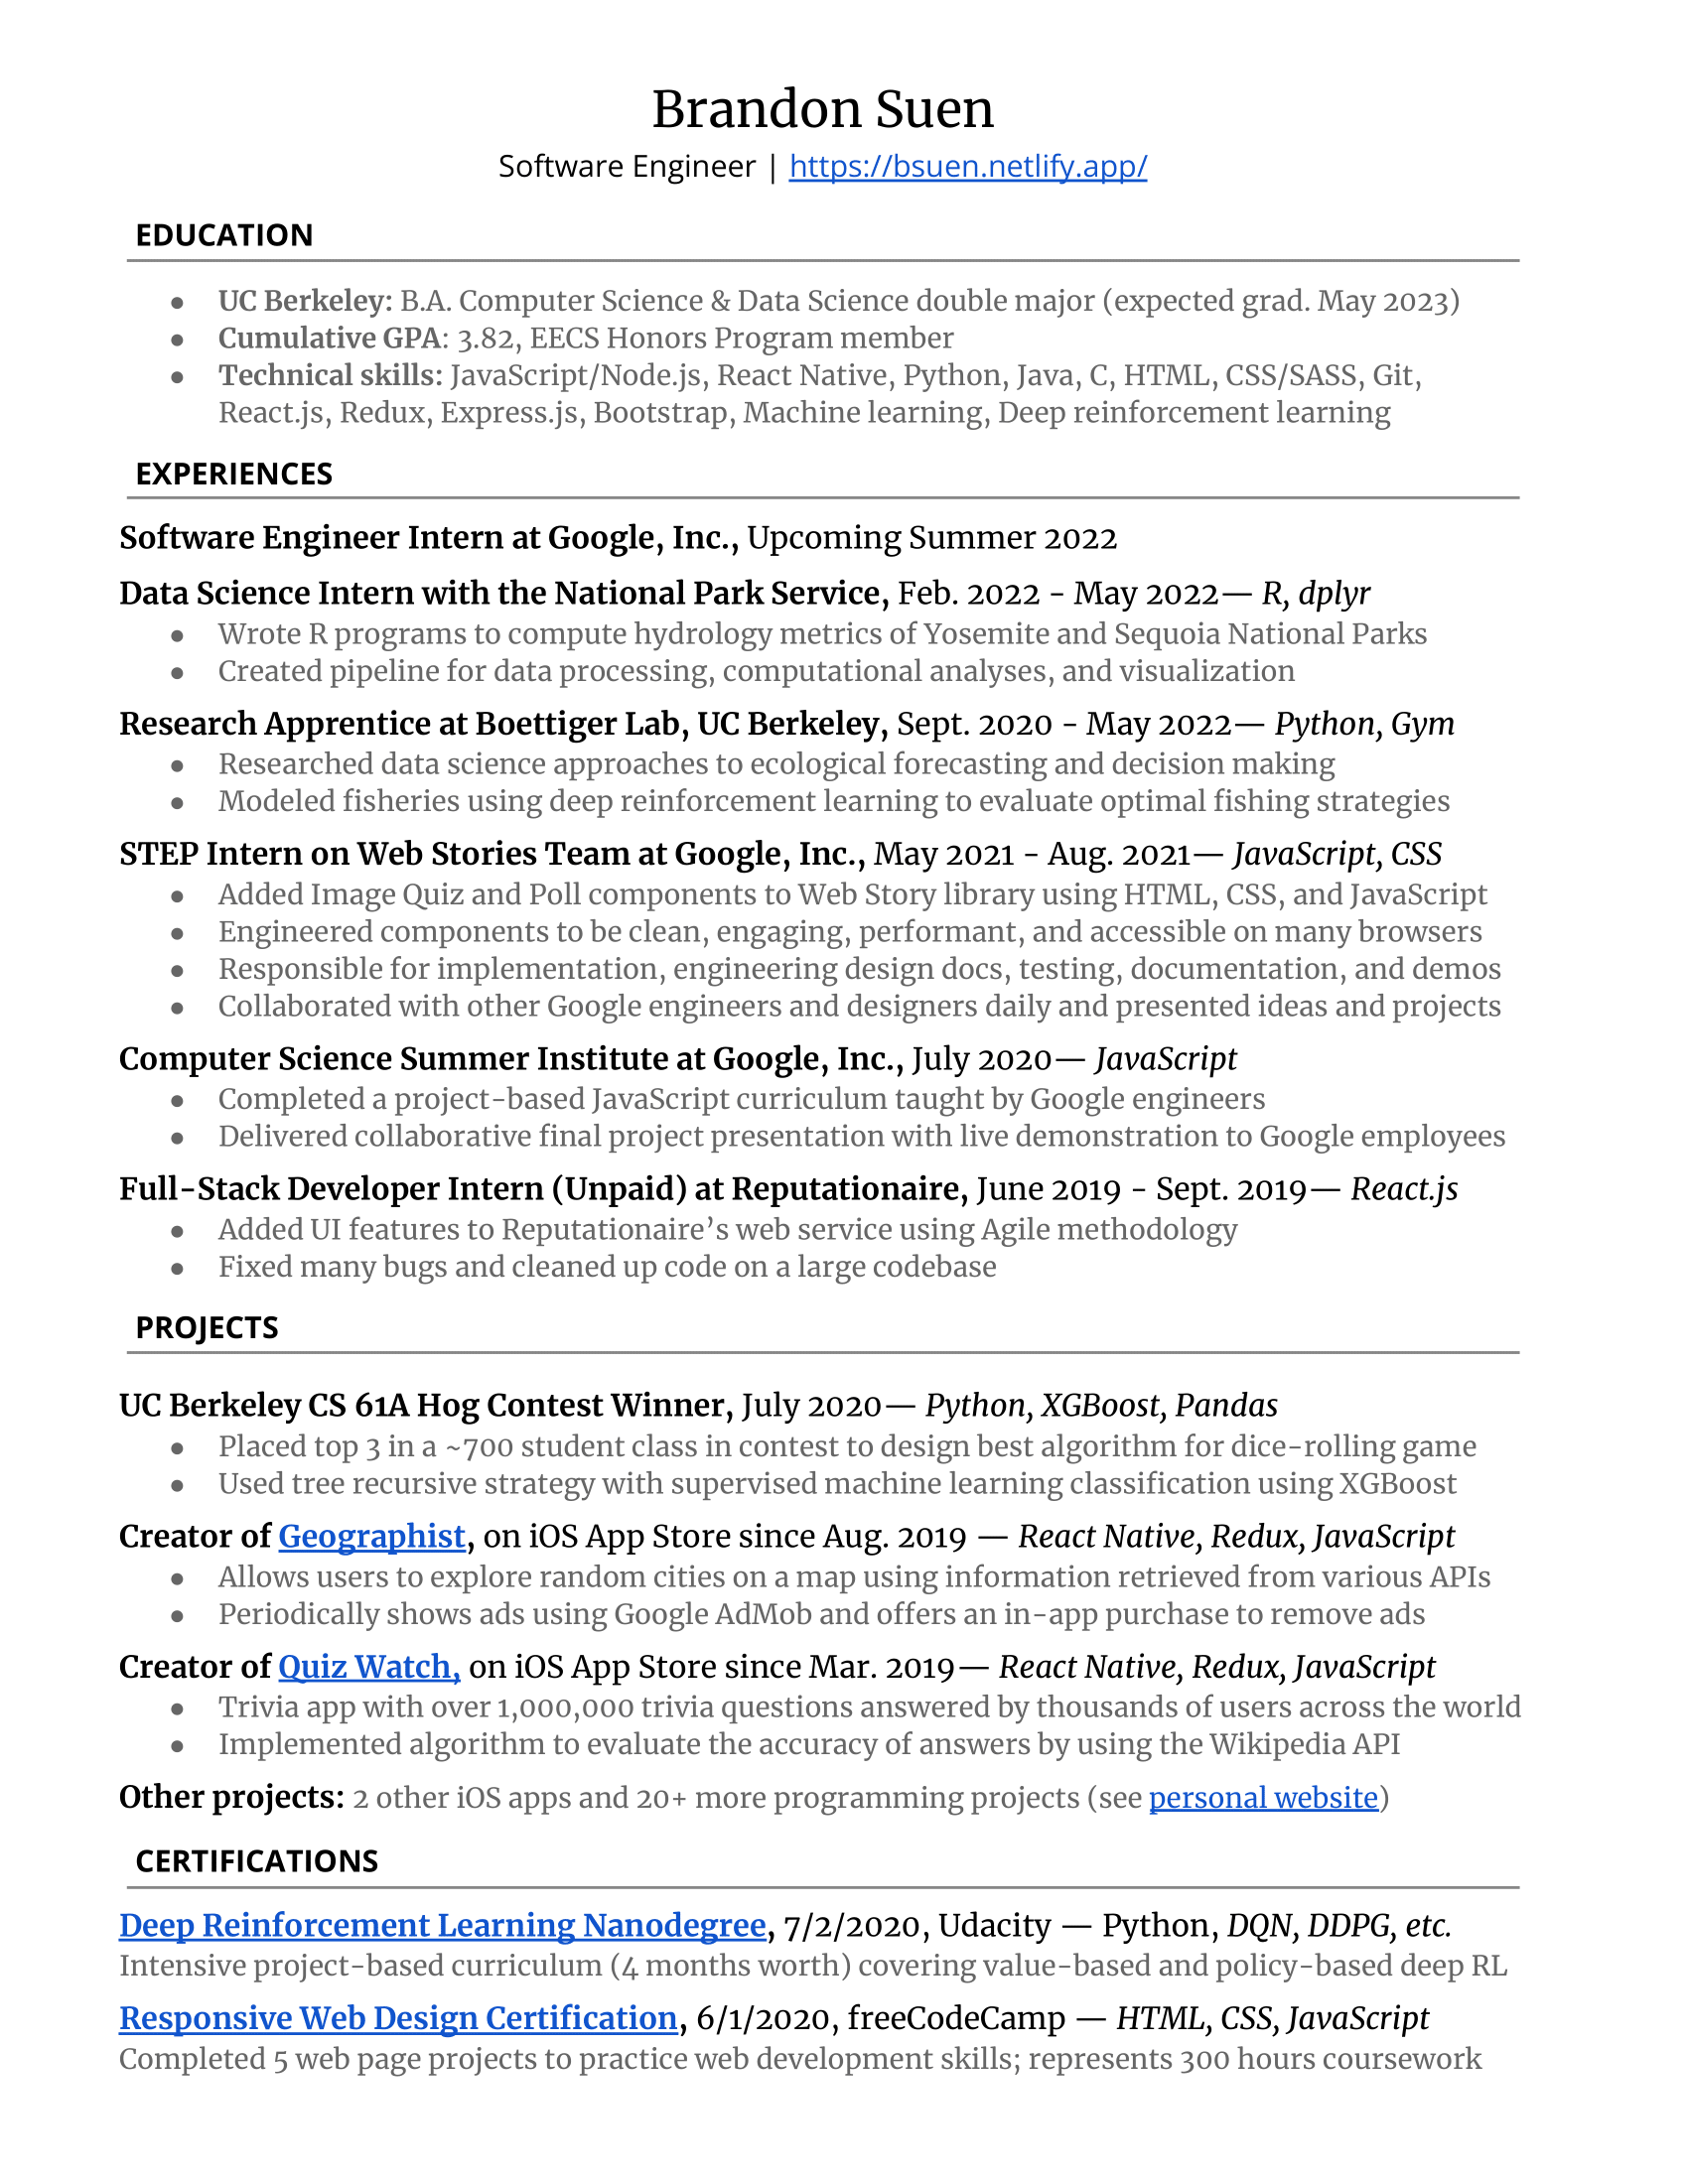 Brandon Suen
Software Engineer | https://bsuen.netlify.app/
EDUCATION
● UC Berkeley: B.A. Computer Science & Data Science double major (expected grad. May 2023)
● Cumulative GPA: 3.82, EECS Honors Program member
● Technical skills: JavaScript/Node.js, React Native, Python, Java, C, HTML, CSS/SASS, Git,
React.js, Redux, Express.js, Bootstrap, Machine learning, Deep reinforcement learning
EXPERIENCES
Software Engineer Intern at Google, Inc., Upcoming Summer 2022
Data Science Intern with the National Park Service, Feb. 2022 - May 2022— R, dplyr
● Wrote R programs to compute hydrology metrics of Yosemite and Sequoia National Parks
● Created pipeline for data processing, computational analyses, and visualization
Research Apprentice at Boettiger Lab, UC Berkeley, Sept. 2020 - May 2022— Python, Gym
● Researched data science approaches to ecological forecasting and decision making
● Modeled fisheries using deep reinforcement learning to evaluate optimal fishing strategies
STEP Intern on Web Stories Team at Google, Inc., May 2021 - Aug. 2021— JavaScript, CSS
● Added Image Quiz and Poll components to Web Story library using HTML, CSS, and JavaScript
● Engineered components to be clean, engaging, performant, and accessible on many browsers
● Responsible for implementation, engineering design docs, testing, documentation, and demos
● Collaborated with other Google engineers and designers daily and presented ideas and projects
Computer Science Summer Institute at Google, Inc., July 2020— JavaScript
● Completed a project-based JavaScript curriculum taught by Google engineers
● Delivered collaborative final project presentation with live demonstration to Google employees
Full-Stack Developer Intern (Unpaid) at Reputationaire, June 2019 - Sept. 2019— React.js
● Added UI features to Reputationaire’s web service using Agile methodology
● Fixed many bugs and cleaned up code on a large codebase
PROJECTS
UC Berkeley CS 61A Hog Contest Winner, July 2020— Python, XGBoost, Pandas
● Placed top 3 in a ~700 student class in contest to design best algorithm for dice-rolling game
● Used tree recursive strategy with supervised machine learning classification using XGBoost
Creator of Geographist, on iOS App Store since Aug. 2019 — React Native, Redux, JavaScript
● Allows users to explore random cities on a map using information retrieved from various APIs
● Periodically shows ads using Google AdMob and offers an in-app purchase to remove ads
Creator of Quiz Watch, on iOS App Store since Mar. 2019— React Native, Redux, JavaScript
● Trivia app with over 1,000,000 trivia questions answered by thousands of users across the world
● Implemented algorithm to evaluate the accuracy of answers by using the Wikipedia API
Other projects: 2 other iOS apps and 20+ more programming projects (see personal website)
CERTIFICATIONS
Deep Reinforcement Learning Nanodegree, 7/2/2020, Udacity — Python, DQN, DDPG, etc.
Intensive project-based curriculum (4 months worth) covering value-based and policy-based deep RL
Responsive Web Design Certification, 6/1/2020, freeCodeCamp — HTML, CSS, JavaScript
Completed 5 web page projects to practice web development skills; represents 300 hours coursework